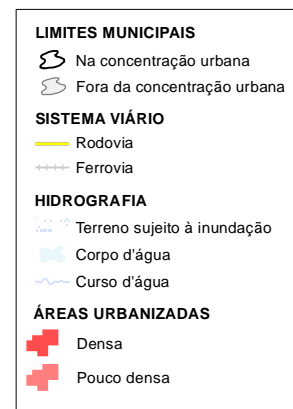 LIMITES MUNICIPAIS
Na concentração urbana
Fora da concentração urbana
SISTEMA VIÁRIO
Rodovia
Ferrovia
HIDROGRAFIA
Terreno sujeito à inundação
Corpo d'água
Curso d'água
ÁREAS URBANIZADAS
Densa
Pouco densa